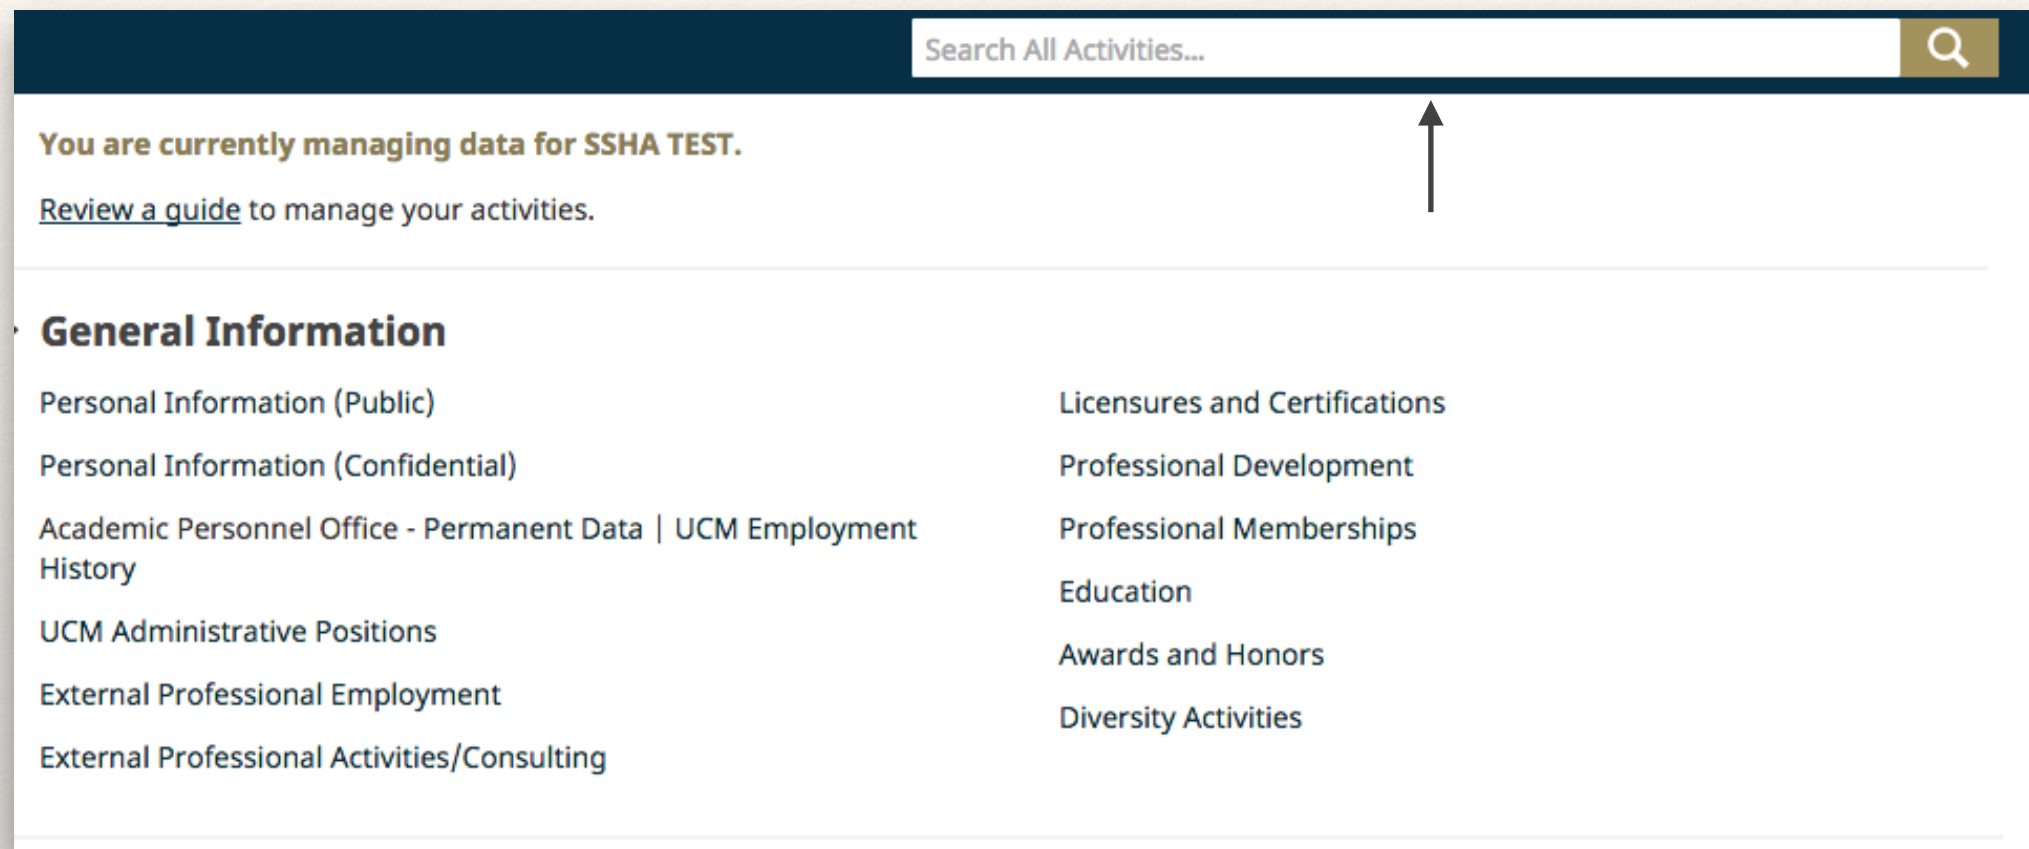 Search All Activities...
You are currently managing data for SSHA TEST.
Review a guide to manage your activities.
General Information
Personal Information (Public)
Personal Information (Confidential)
Academic Personnel Office - Permanent Data | UCM Employment
History
UCM Administrative Positions
External Professional Employment
External Professional Activities/Consulting
Licensures and Certifications
Professional Development
Professional Memberships
Education
Awards and Honors
Diversity Activities